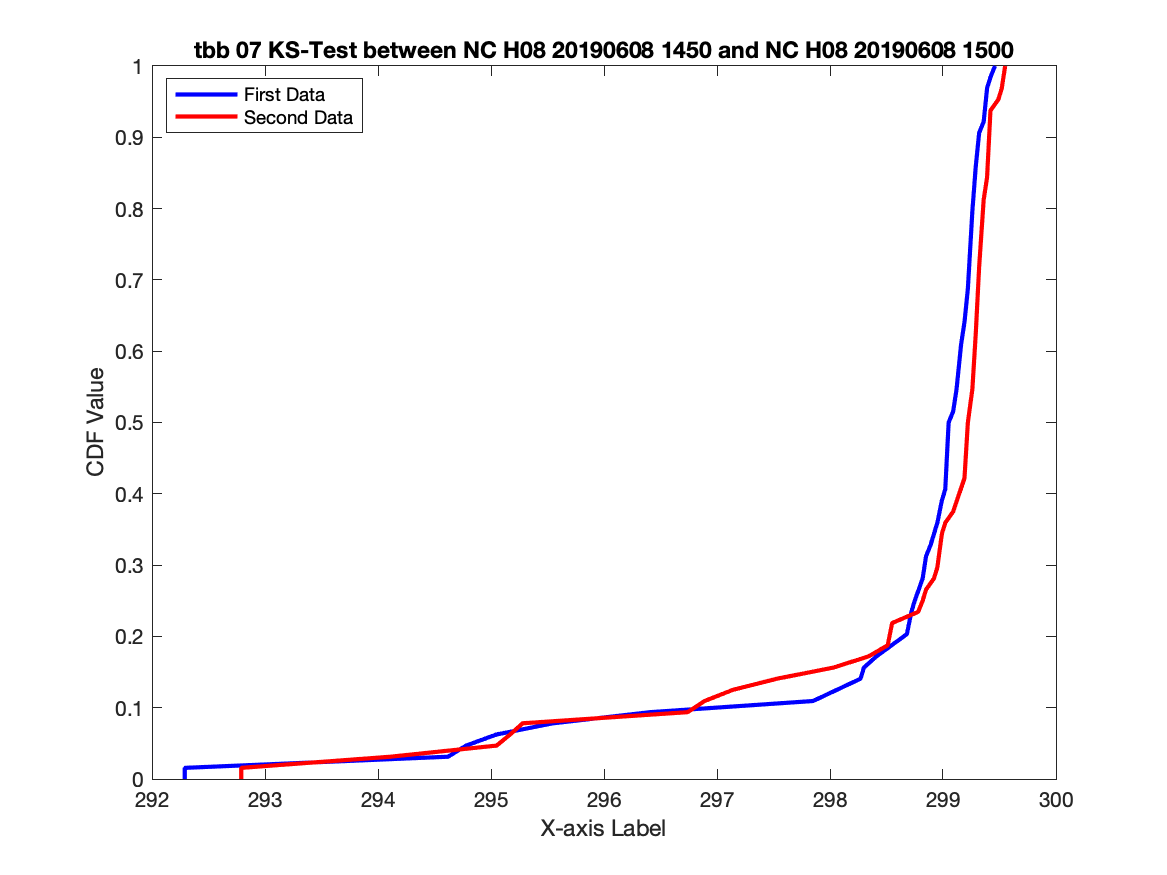 tbb 07 KS-Test between NC H08 20190608 1450 and NC H08 20190608 1500
First Data
Second Data
1
0.9
0.8
0.7
0.6
0.5
0.4
0.3
0.2
0.1
0
CDF Value
292 293 294 295 296 297 298 299 300
X-axis Label